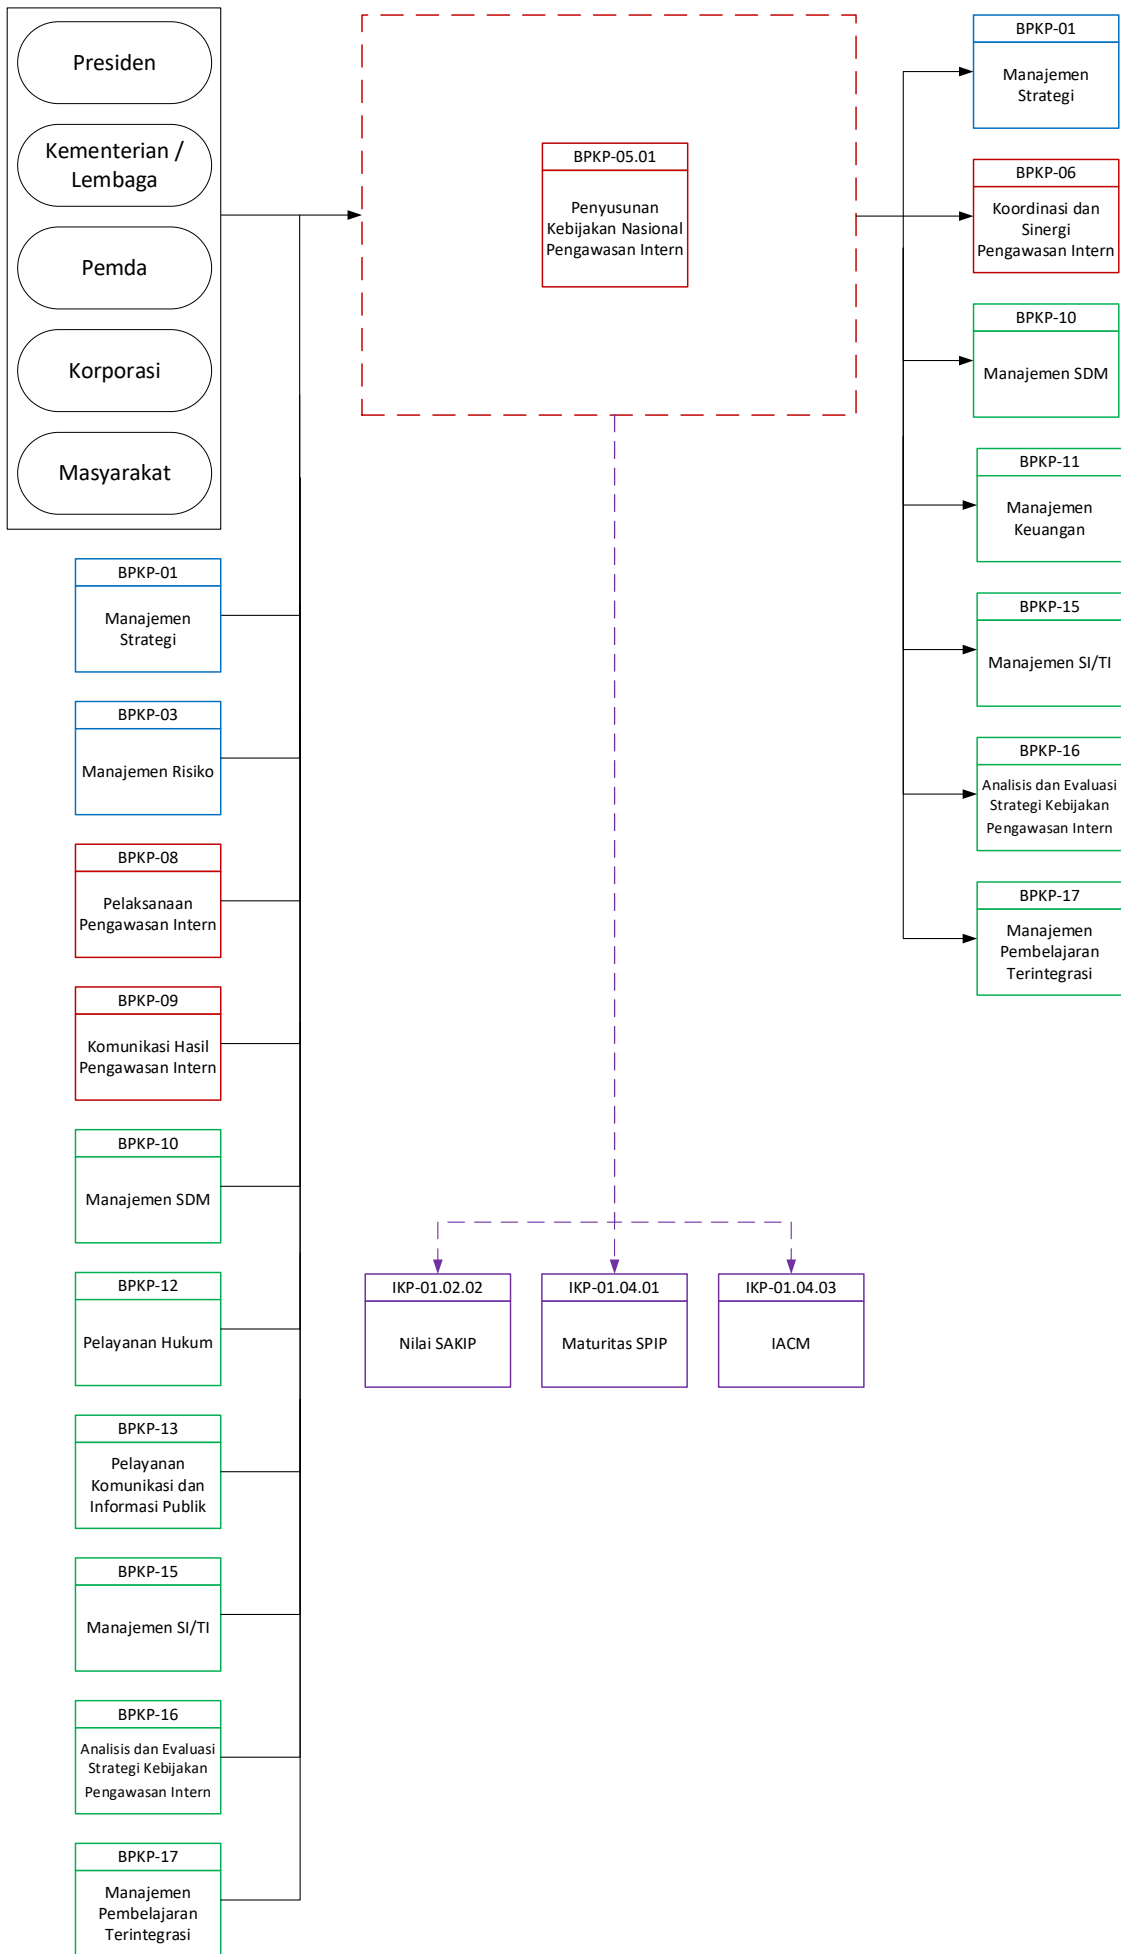 Presiden
Kementerian /
Lembaga
Pemda
Korporasi
Masyarakat
BPKP-01
Manajemen
Strategi
BPKP-03
Manajemen Risiko
BPKP-08
Pelaksanaan
Pengawasan Intern
BPKP-09
Komunikasi Hasil
Pengawasan Intern
BPKP-10
Manajemen SDM
BPKP-12
Pelayanan Hukum
BPKP-13
Pelayanan
Komunikasi dan
Informasi Publik
BPKP-15
Manajemen SI/TI
BPKP-16
Analisis dan Evaluasi
Strategi Kebijakan
Pengawasan Intern
BPKP-17
Manajemen
Pembelajaran
Terintegrasi
BPKP-05.01
Penyusunan
Kebijakan Nasional
Pengawasan Intern
IKP-01.02.02
Nilai SAKIP
IKP-01.04.01
Maturitas SPIP
IKP-01.04.03
IACM
BPKP-01
Manajemen
Strategi
BPKP-06
Koordinasi dan
Sinergi
Pengawasan Intern
BPKP-10
Manajemen SDM
BPKP-11
Manajemen
Keuangan
BPKP-15
Manajemen SI/TI
BPKP-16
Analisis dan Evaluasi
Strategi Kebijakan
Pengawasan Intern
BPKP-17
Manajemen
Pembelajaran
Terintegrasi